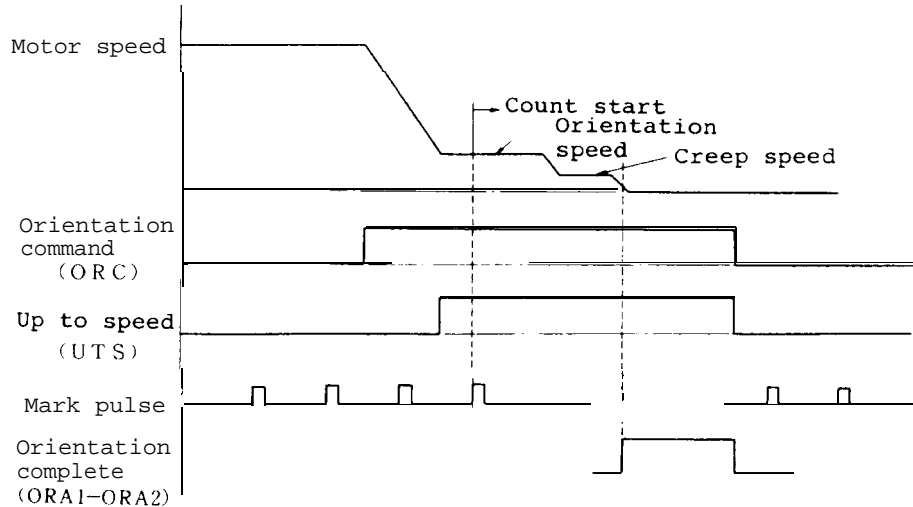 Motor speed
Count start
Orientation
speed
Creep speed
Orientation
command
(ORC)
Up to speed
(UTS)
Mark pulse
Orientation
complete
(ORA1-ORA2)